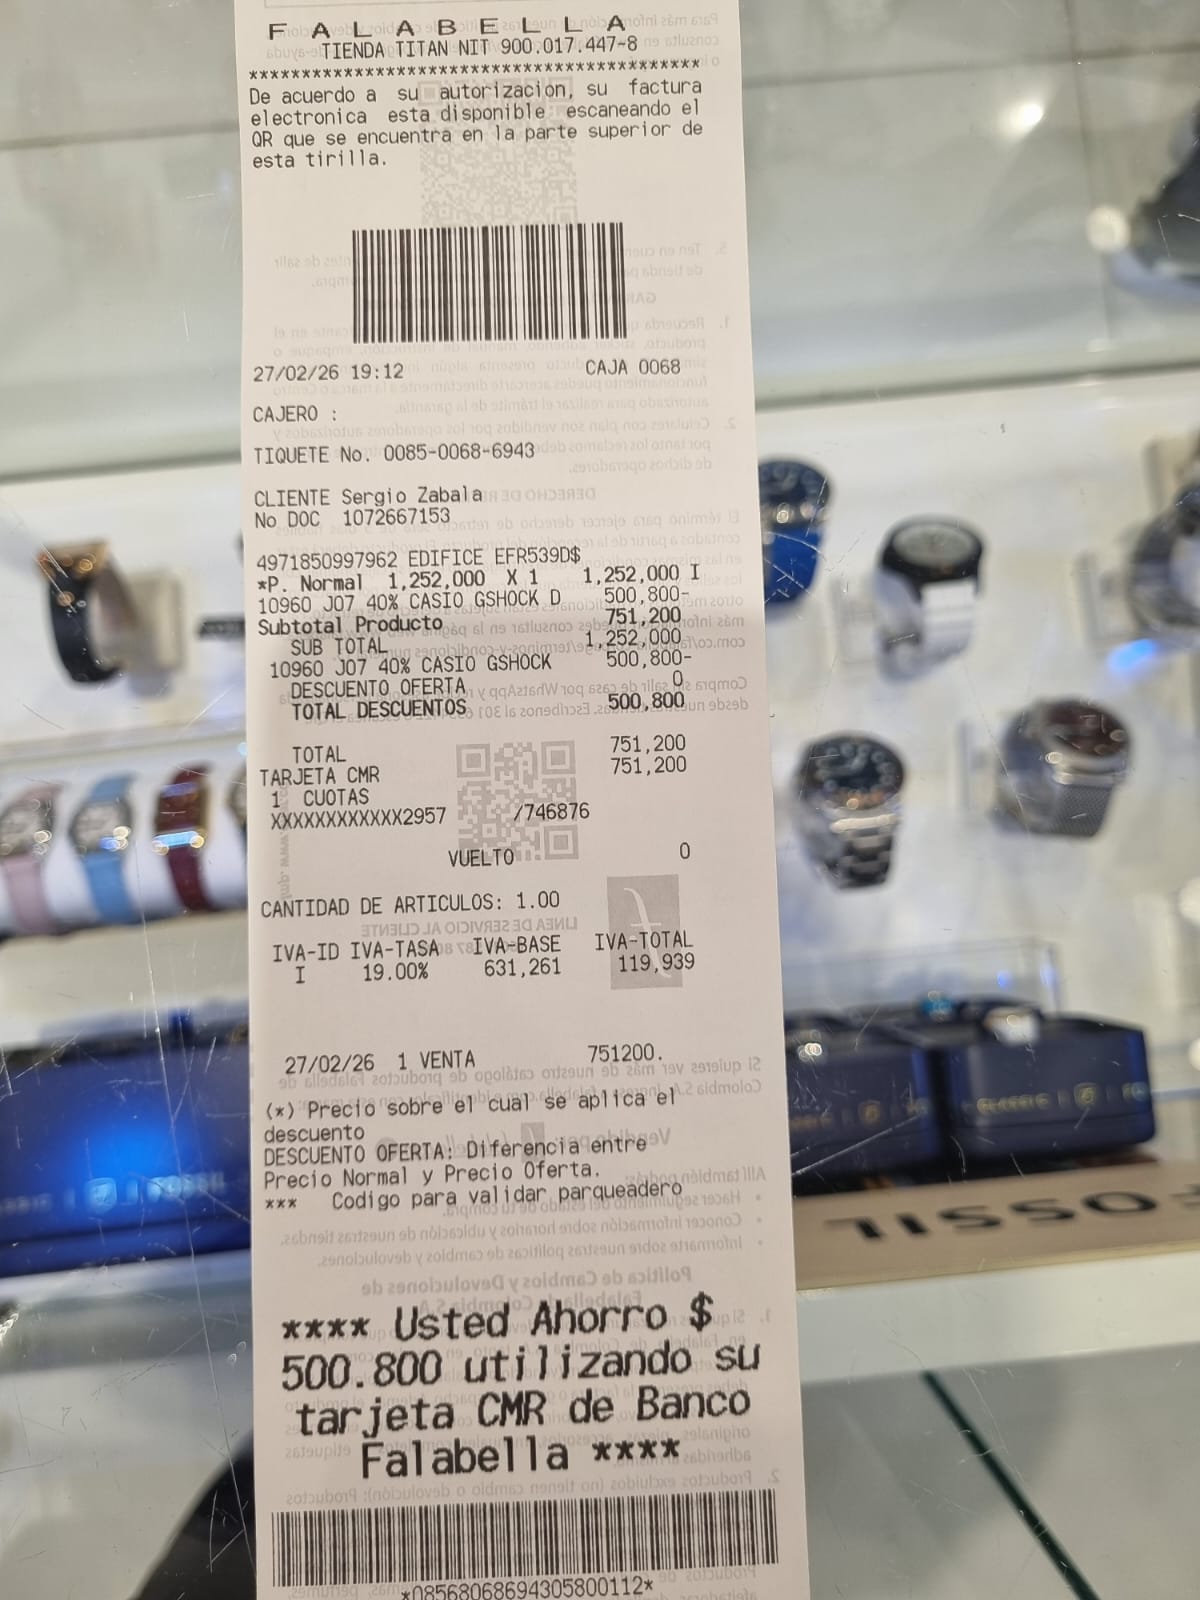 F A L A B E L L A
TIENDA TITAN NIT 900.017.447-8
*******************************************
De acuerdo a su autorizacion, su factura
electronica esta disponible escaneando el
QR que se encuentra en la parte superior de
esta tirilla.
27/02/26 19:12 CAJA 0068
CAJERO :
TIQUETE No. 0085-0068-6943
CLIENTE Sergio Zabala
No DOC 1072667153
4971850997962 EDIFICE EFR539D$
*P. Normal 1,252,000 X 1 1,252,000 I
10960 J07 40% CASIO GSHOCK D 500,800-
Subtotal Producto 751,200
SUB TOTAL 1,252,000
10960 J07 40% CASIO GSHOCK 500,800-
DESCUENTO OFERTA 0
TOTAL DESCUENTOS 500,800
TOTAL 751,200
TARJETA CMR 751,200
1 CUOTAS
XXXXXXXXXXXX2957 /746876
VUELTO 0
CANTIDAD DE ARTICULOS: 1.00
IVA-ID IVA-TASA IVA-BASE IVA-TOTAL
I 19.00% 631,261 119,939
27/02/26 1 VENTA 751200.
(*) Precio sobre el cual se aplica el
descuento
DESCUENTO OFERTA: Diferencia entre
Precio Normal y Precio Oferta.
*** Codigo para validar parqueadero
**** Usted Ahorro $
500.800 utilizando su
tarjeta CMR de Banco
Falabella ****
*08568068694305800112*
FOSSIL